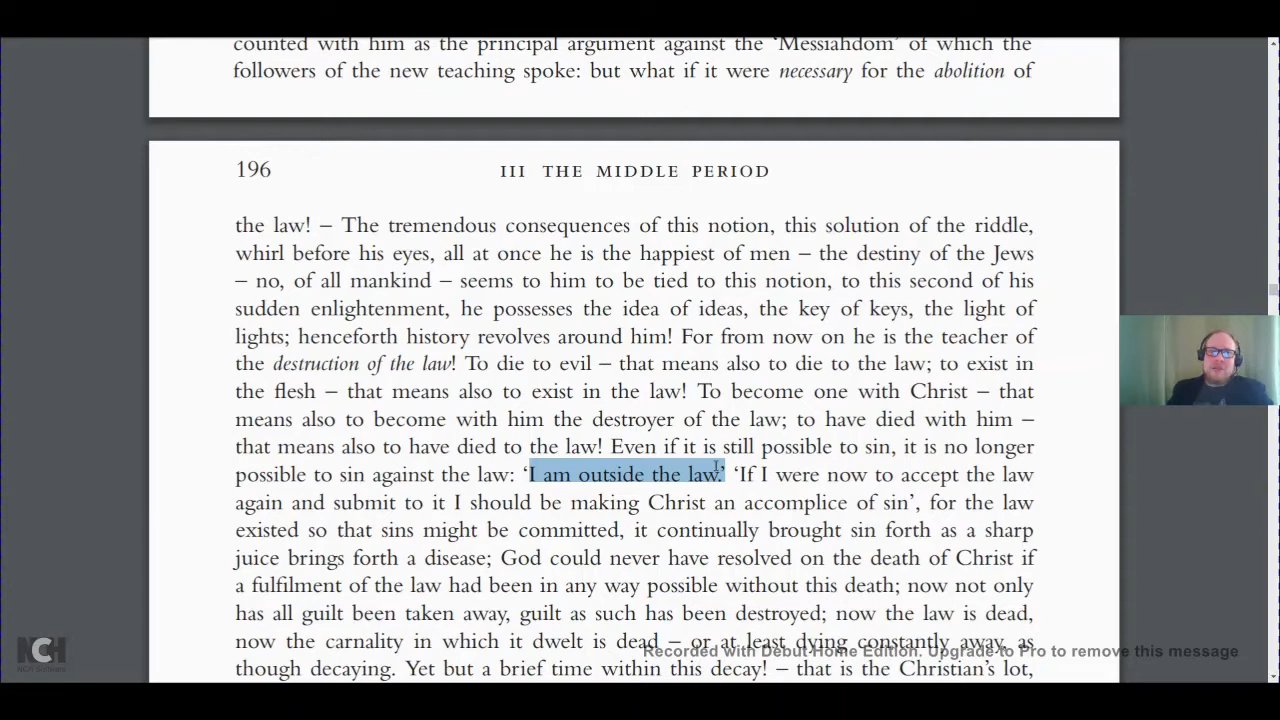 counted with him as the principal argument against the ‘Messiahdom’ of which the
followers of the new teaching spoke: but what if it were necessary for the abolition of
196 III THE MIDDLE PERIOD
the law! – The tremendous consequences of this notion, this solution of the riddle,
whirl before his eyes, all at once he is the happiest of men – the destiny of the Jews
– no, of all mankind – seems to him to be tied to this notion, to this second of his
sudden enlightenment, he possesses the idea of ideas, the key of keys, the light of
lights; henceforth history revolves around him! For from now on he is the teacher of
the destruction of the law! To die to evil – that means also to die to the law; to exist in
the flesh – that means also to exist in the law! To become one with Christ – that
means also to become with him the destroyer of the law; to have died with him –
that means also to have died to the law! Even if it is still possible to sin, it is no longer
possible to sin against the law: ‘I am outside the law.’ ‘If I were now to accept the law
again and submit to it I should be making Christ an accomplice of sin’, for the law
existed so that sins might be committed, it continually brought sin forth as a sharp
juice brings forth a disease; God could never have resolved on the death of Christ if
a fulfilment of the law had been in any way possible without this death; now not only
has all guilt been taken away, guilt as such has been destroyed; now the law is dead,
now the carnality in which it dwelt is dead – or at least dying constantly away, as
though decaying. Yet but a brief time within this decay! – that is the Christian’s lot,
Recorded with Debut Home Edition. Upgrade to Pro to remove this message
NCH
NCH Software